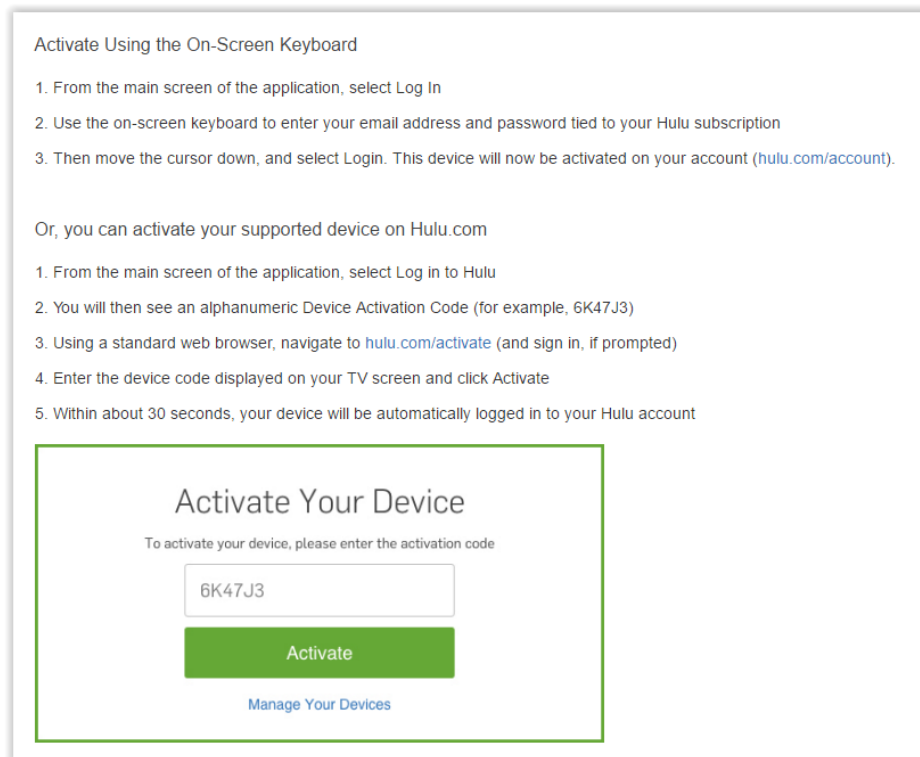 Activate Using the On-Screen Keyboard
1. From the main screen of the application, select Log In
2. Use the on-screen keyboard to enter your email address and password tied to your Hulu subscription
3. Then move the cursor down, and select Login. This device will now be activated on your account (hulu.com/account).
Or, you can activate your supported device on Hulu.com
1. From the main screen of the application, select Log in to Hulu
2. You will then see an alphanumeric Device Activation Code (for example, 6K47J3)
3. Using a standard web browser, navigate to hulu.com/activate (and sign in, if prompted)
4. Enter the device code displayed on your TV screen and click Activate
5. Within about 30 seconds, your device will be automatically logged in to your Hulu account
Activate Your Device
To activate your device, please enter the activation code
6K47J3
Activate
Manage Your Devices